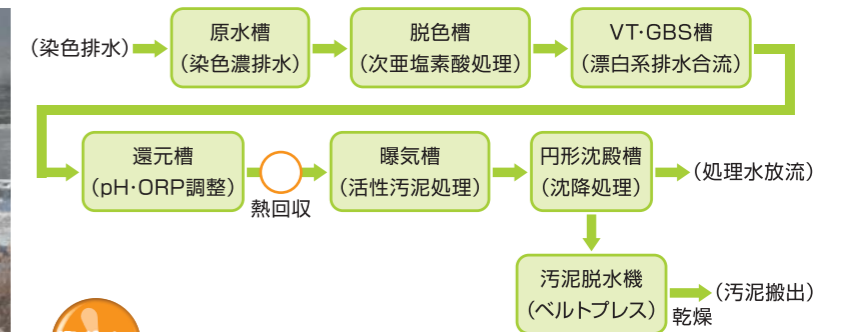 (染色排水)
原水槽
(染色濃排水)
脱色槽
(次亜塩素酸処理)
VT·GBS槽
(漂白系排水合流)
還元槽
(pH·ORP調整)
熱回収
曝気槽
(活性汚泥処理)
円形沈殿槽
(沈降処理)
(処理水放流)
汚泥脱水機
(ベルトプレス)
乾燥
(汚泥搬出)